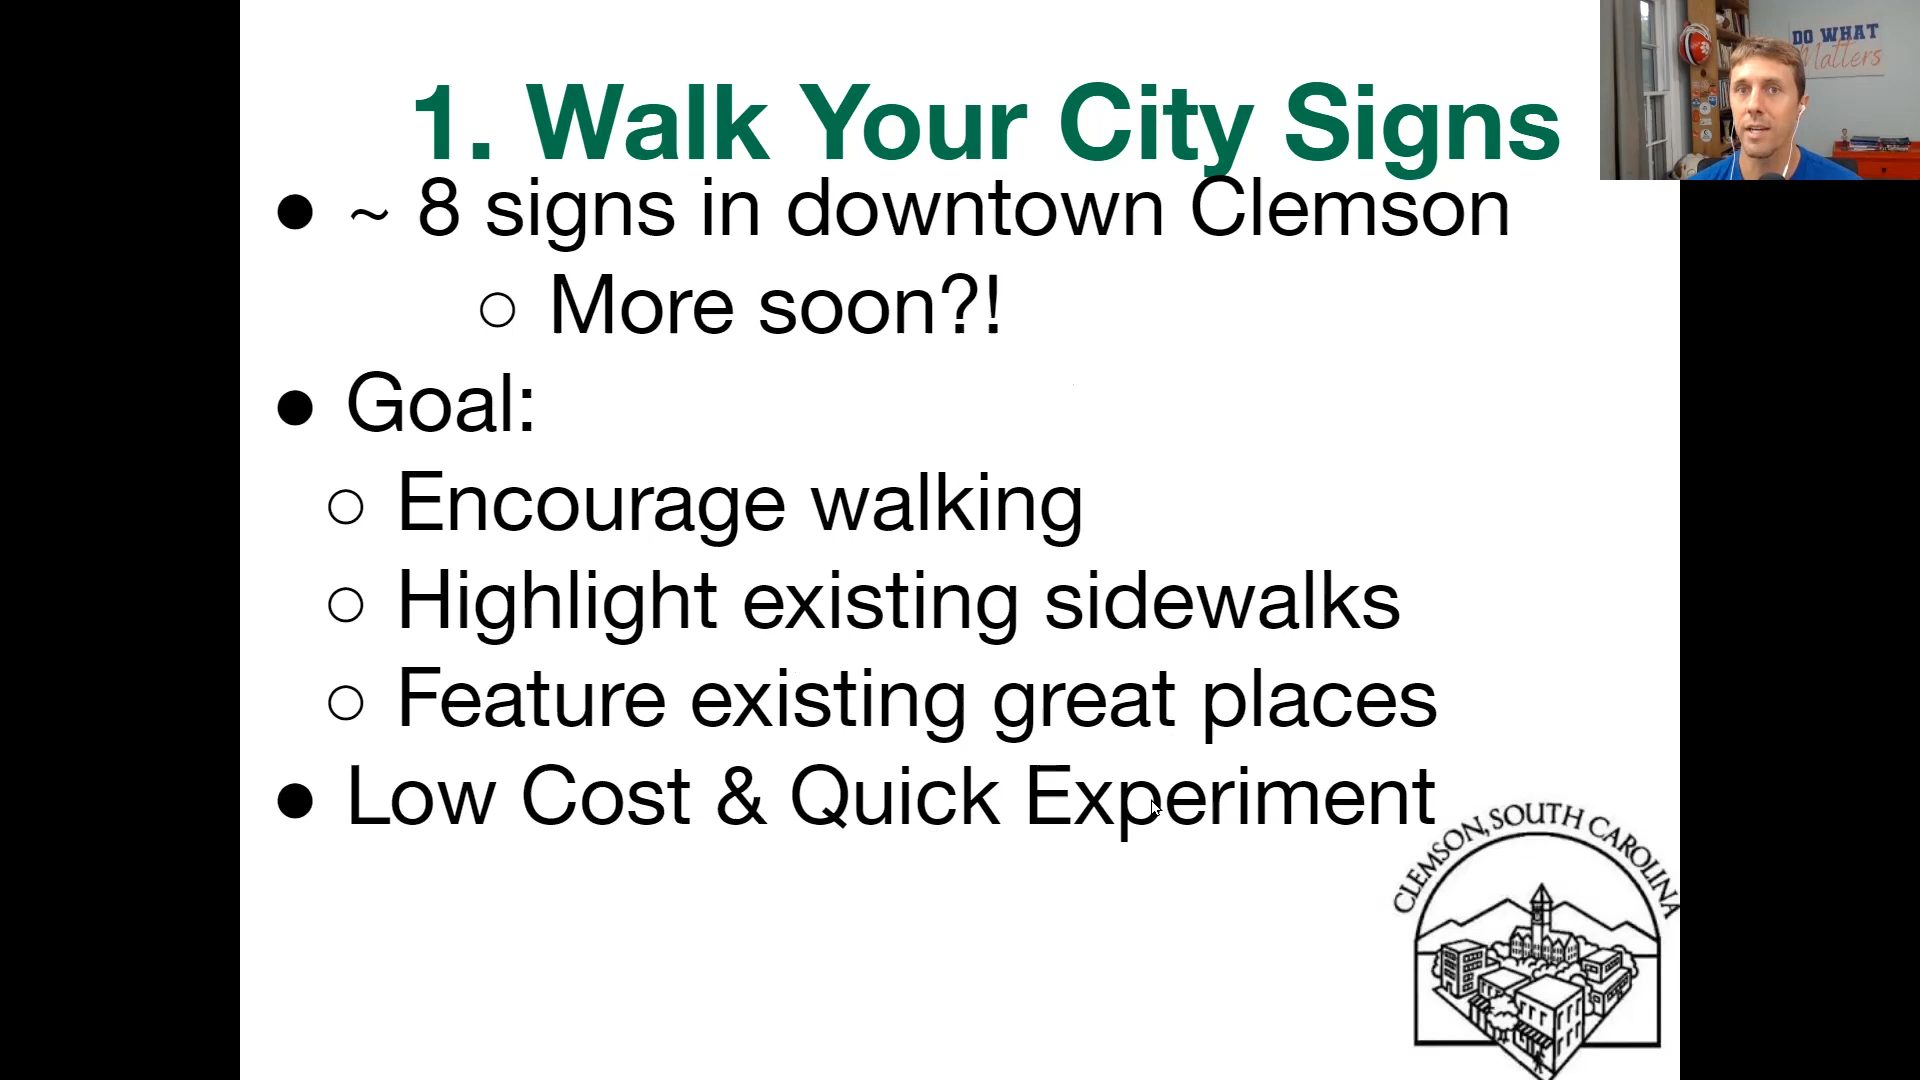 1. Walk Your City Signs
● ~ 8 signs in downtown Clemson
○ More soon?!
● Goal:
○ Encourage walking
○ Highlight existing sidewalks
○ Feature existing great places
● Low Cost & Quick Experiment
CLEMSON, SOUTH CAROLINA
DO WHAT
Matters